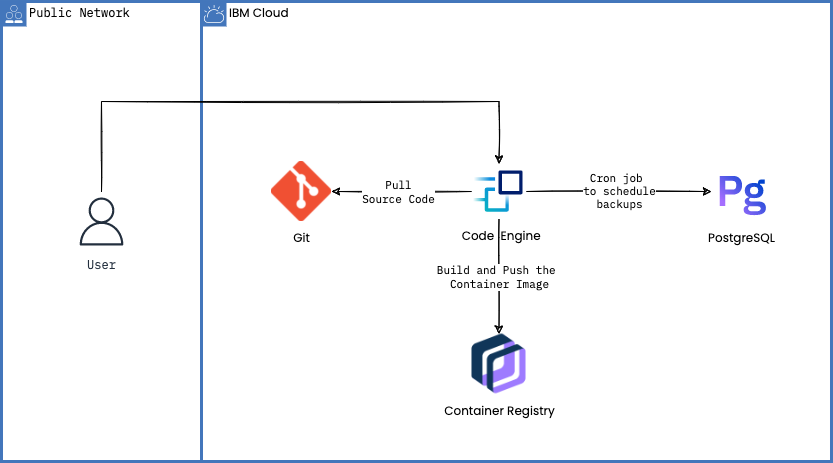 Public Network
IBM Cloud
Pull
Source Code
Cron job
to schedule
backups
Pg
Git
Code Engine
PostgreSQL
User
Build and Push the
Container Image
Container Registry